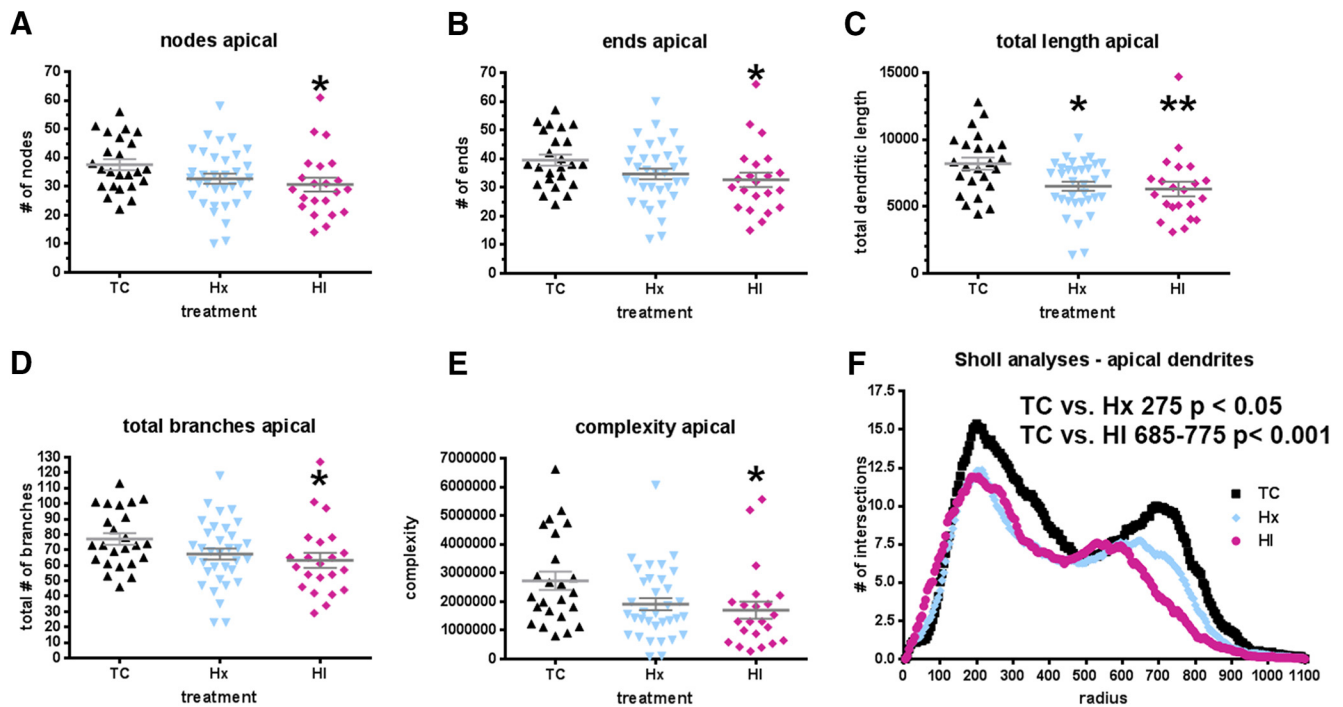 A
nodes apical
*
# of nodes
70
60
50
40
30
20
10
0
TC Hx HI
treatment
B
ends apical
*
# of ends
70
60
50
40
30
20
10
0
TC Hx HI
treatment
C
total length apical
* **
total dendritic length
15000
10000
5000
0
TC Hx HI
treatment
D
total branches apical
*
total # of branches
130
120
110
100
90
80
70
60
50
40
30
20
10
0
TC Hx HI
treatment
E
complexity apical
*
complexity
7000000
6000000
5000000
4000000
3000000
2000000
1000000
0
TC Hx HI
treatment
F
Sholl analyses - apical dendrites
TC vs. Hx 275 p < 0.05
TC vs. HI 685-775 p< 0.001
TC
Hx
HI
# of intersections
17.5
15.0
12.5
10.0
7.5
5.0
2.5
0.0
0 100 200 300 400 500 600 700 800 900 1000 1100
radius